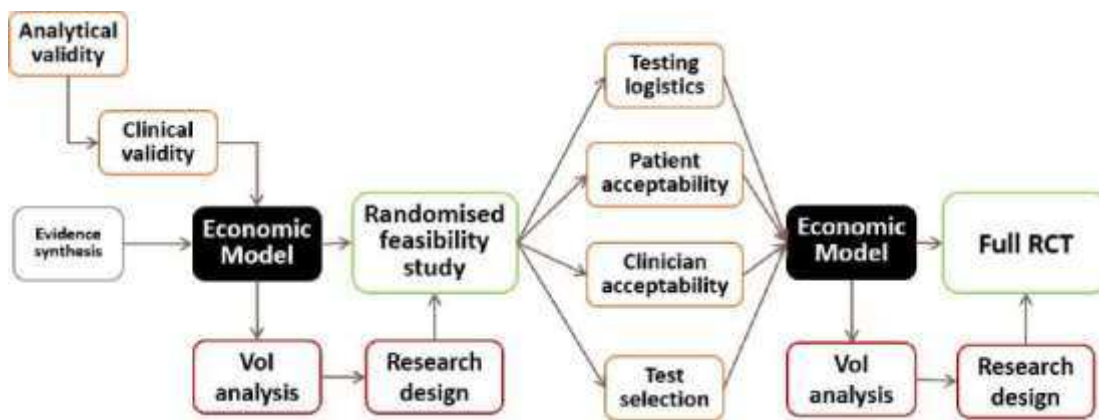 Analytical
validity
Clinical
validity
Evidence
synthesis
Economic
Model
VoI
analysis
Research
design
Randomised
feasibility
study
Testing
logistics
Patient
acceptability
Clinician
acceptability
Test
selection
Economic
Model
VoI
analysis
Research
design
Full RCT